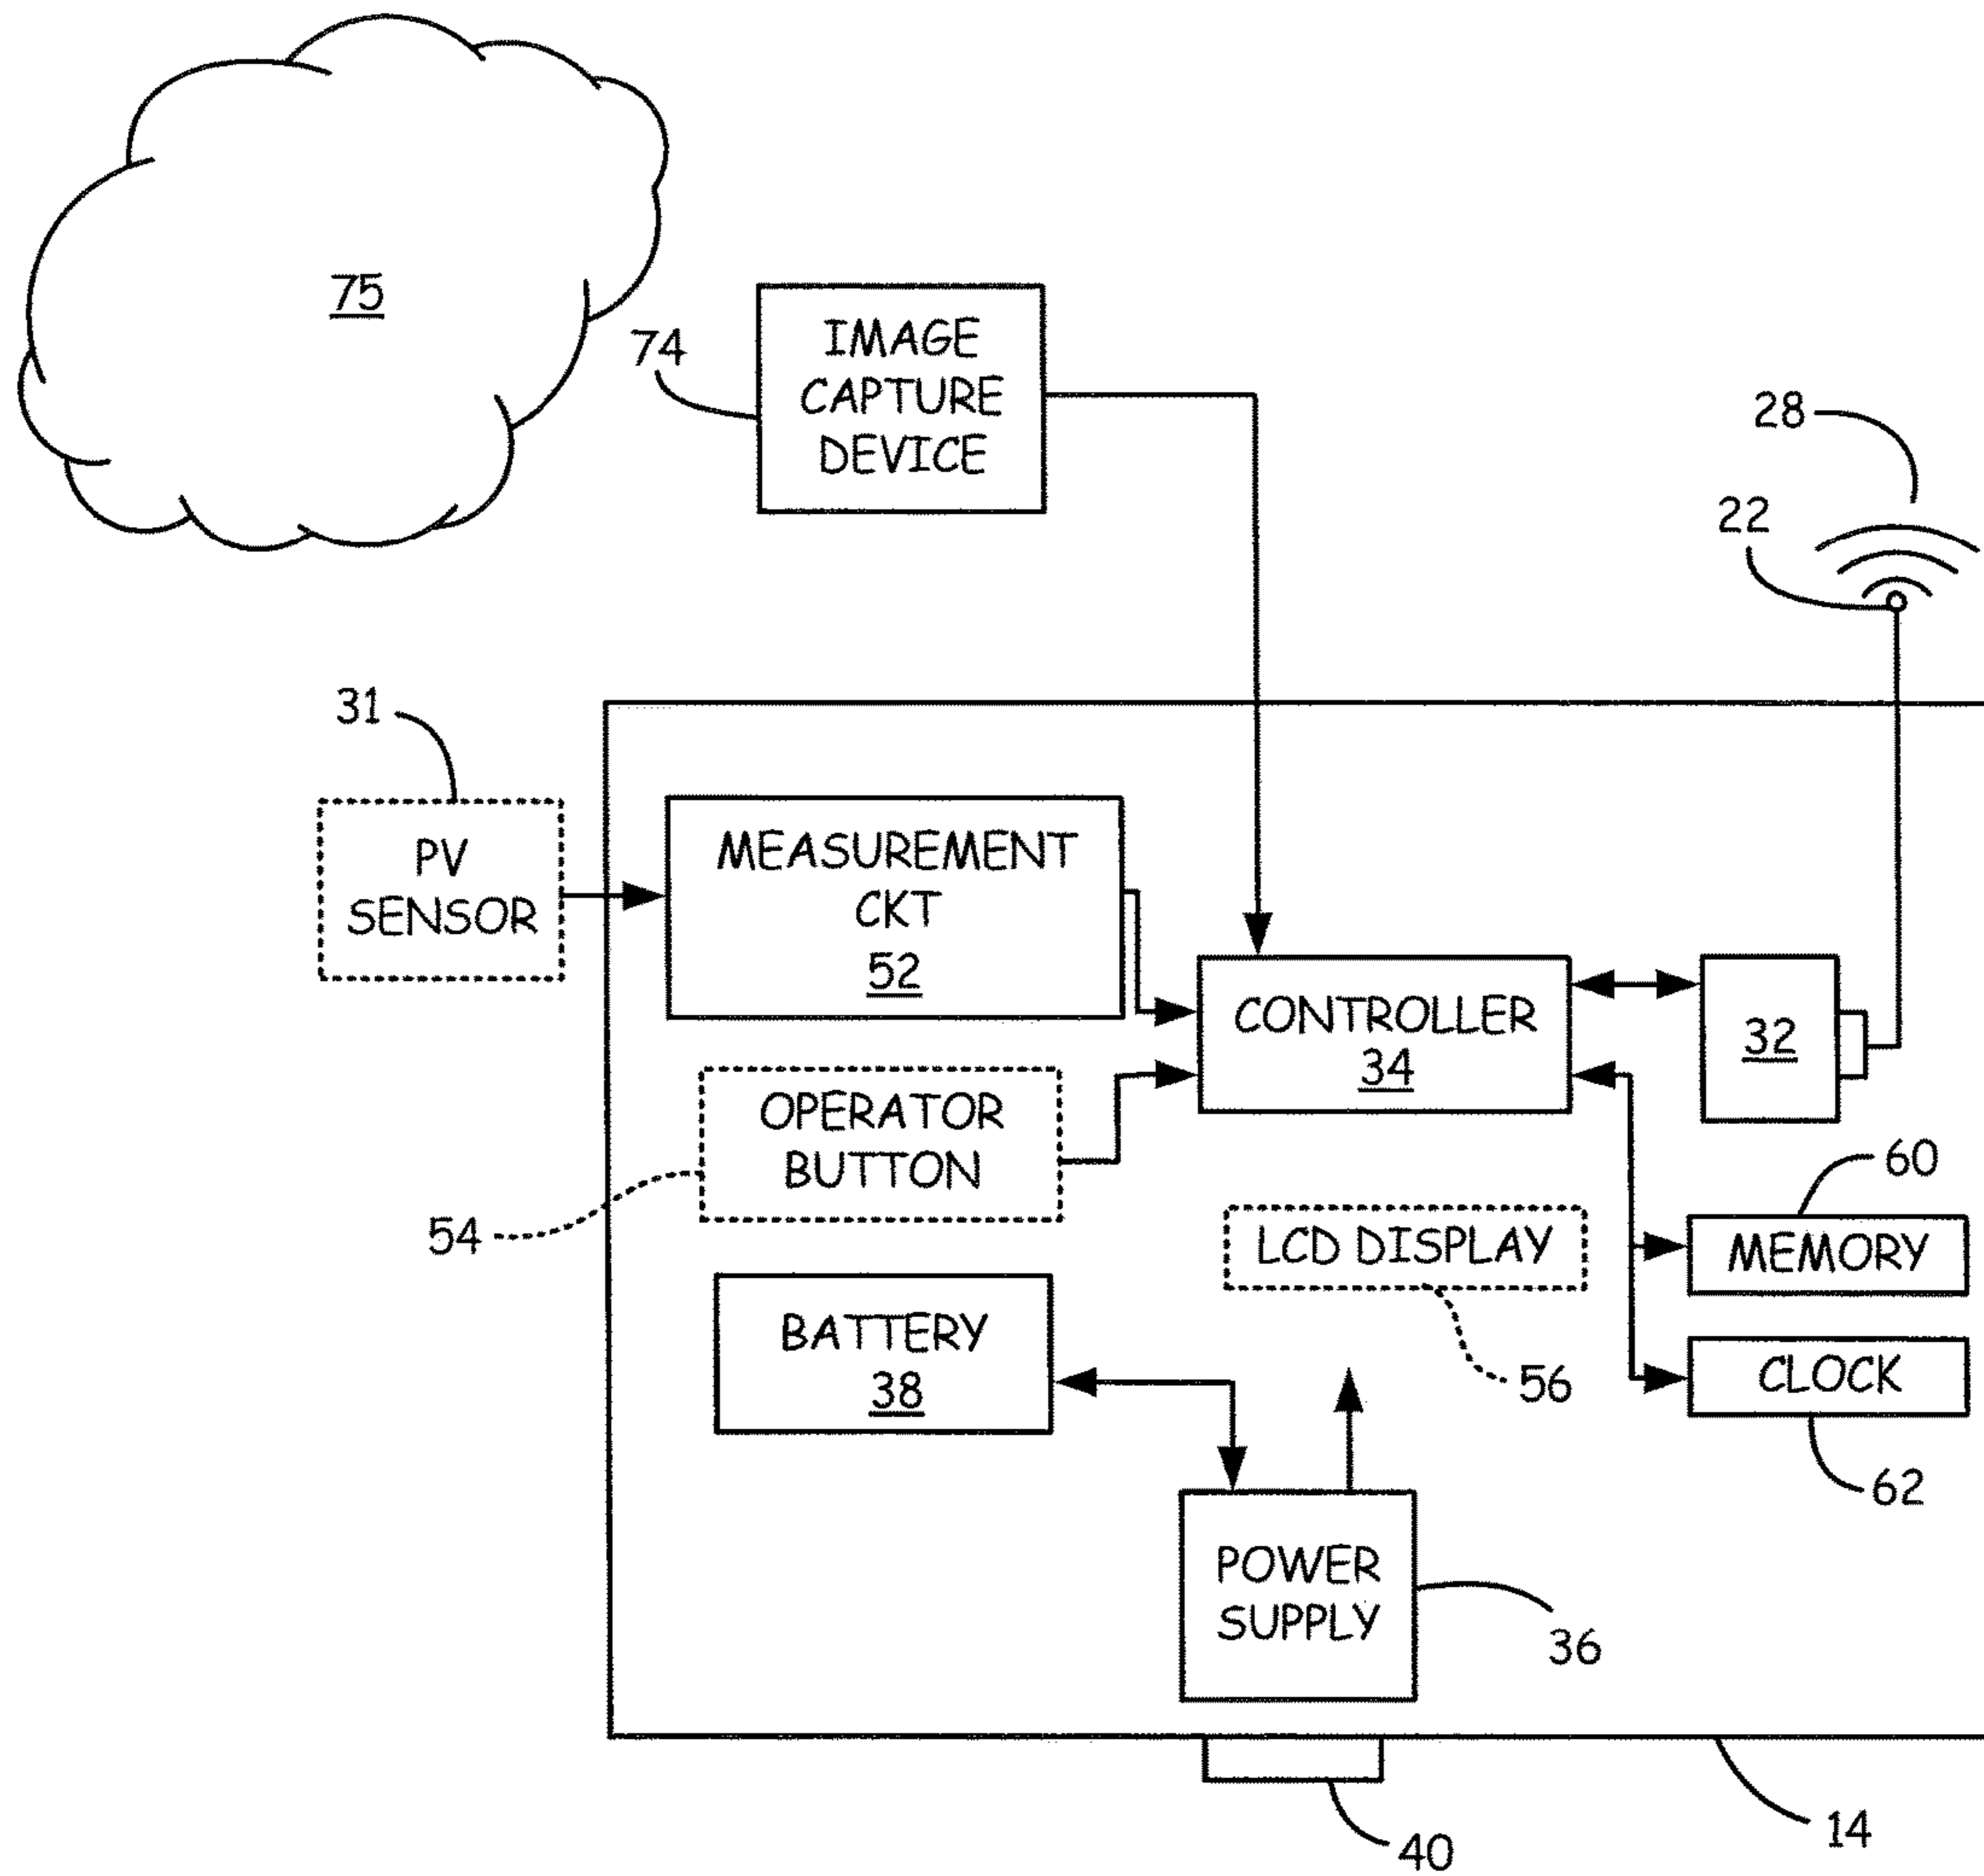 75
74
IMAGE
CAPTURE
DEVICE
28
22
31
PV
SENSOR
MEASUREMENT
CKT
52
CONTROLLER
34
32
OPERATOR
BUTTON
54
60
LCD DISPLAY
MEMORY
BATTERY
38
56
CLOCK
62
POWER
SUPPLY
36
14
40